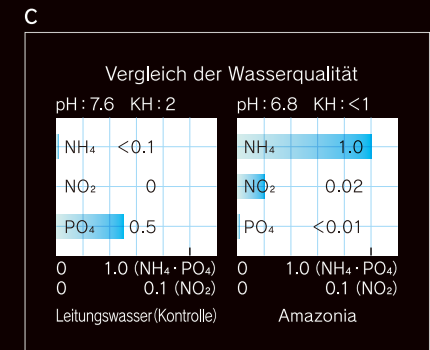 C
Vergleich der Wasserqualität
pH : 7.6 KH : 2
NH₄ <0.1
NO₂ 0
PO₄ 0.5
0 1.0 (NH₄・PO₄)
0 0.1 (NO₂)
Leitungswasser (Kontrolle)
pH : 6.8 KH : <1
NH₄ 1.0
NO₂ 0.02
PO₄ <0.01
0 1.0 (NH₄・PO₄)
0 0.1 (NO₂)
Amazonia